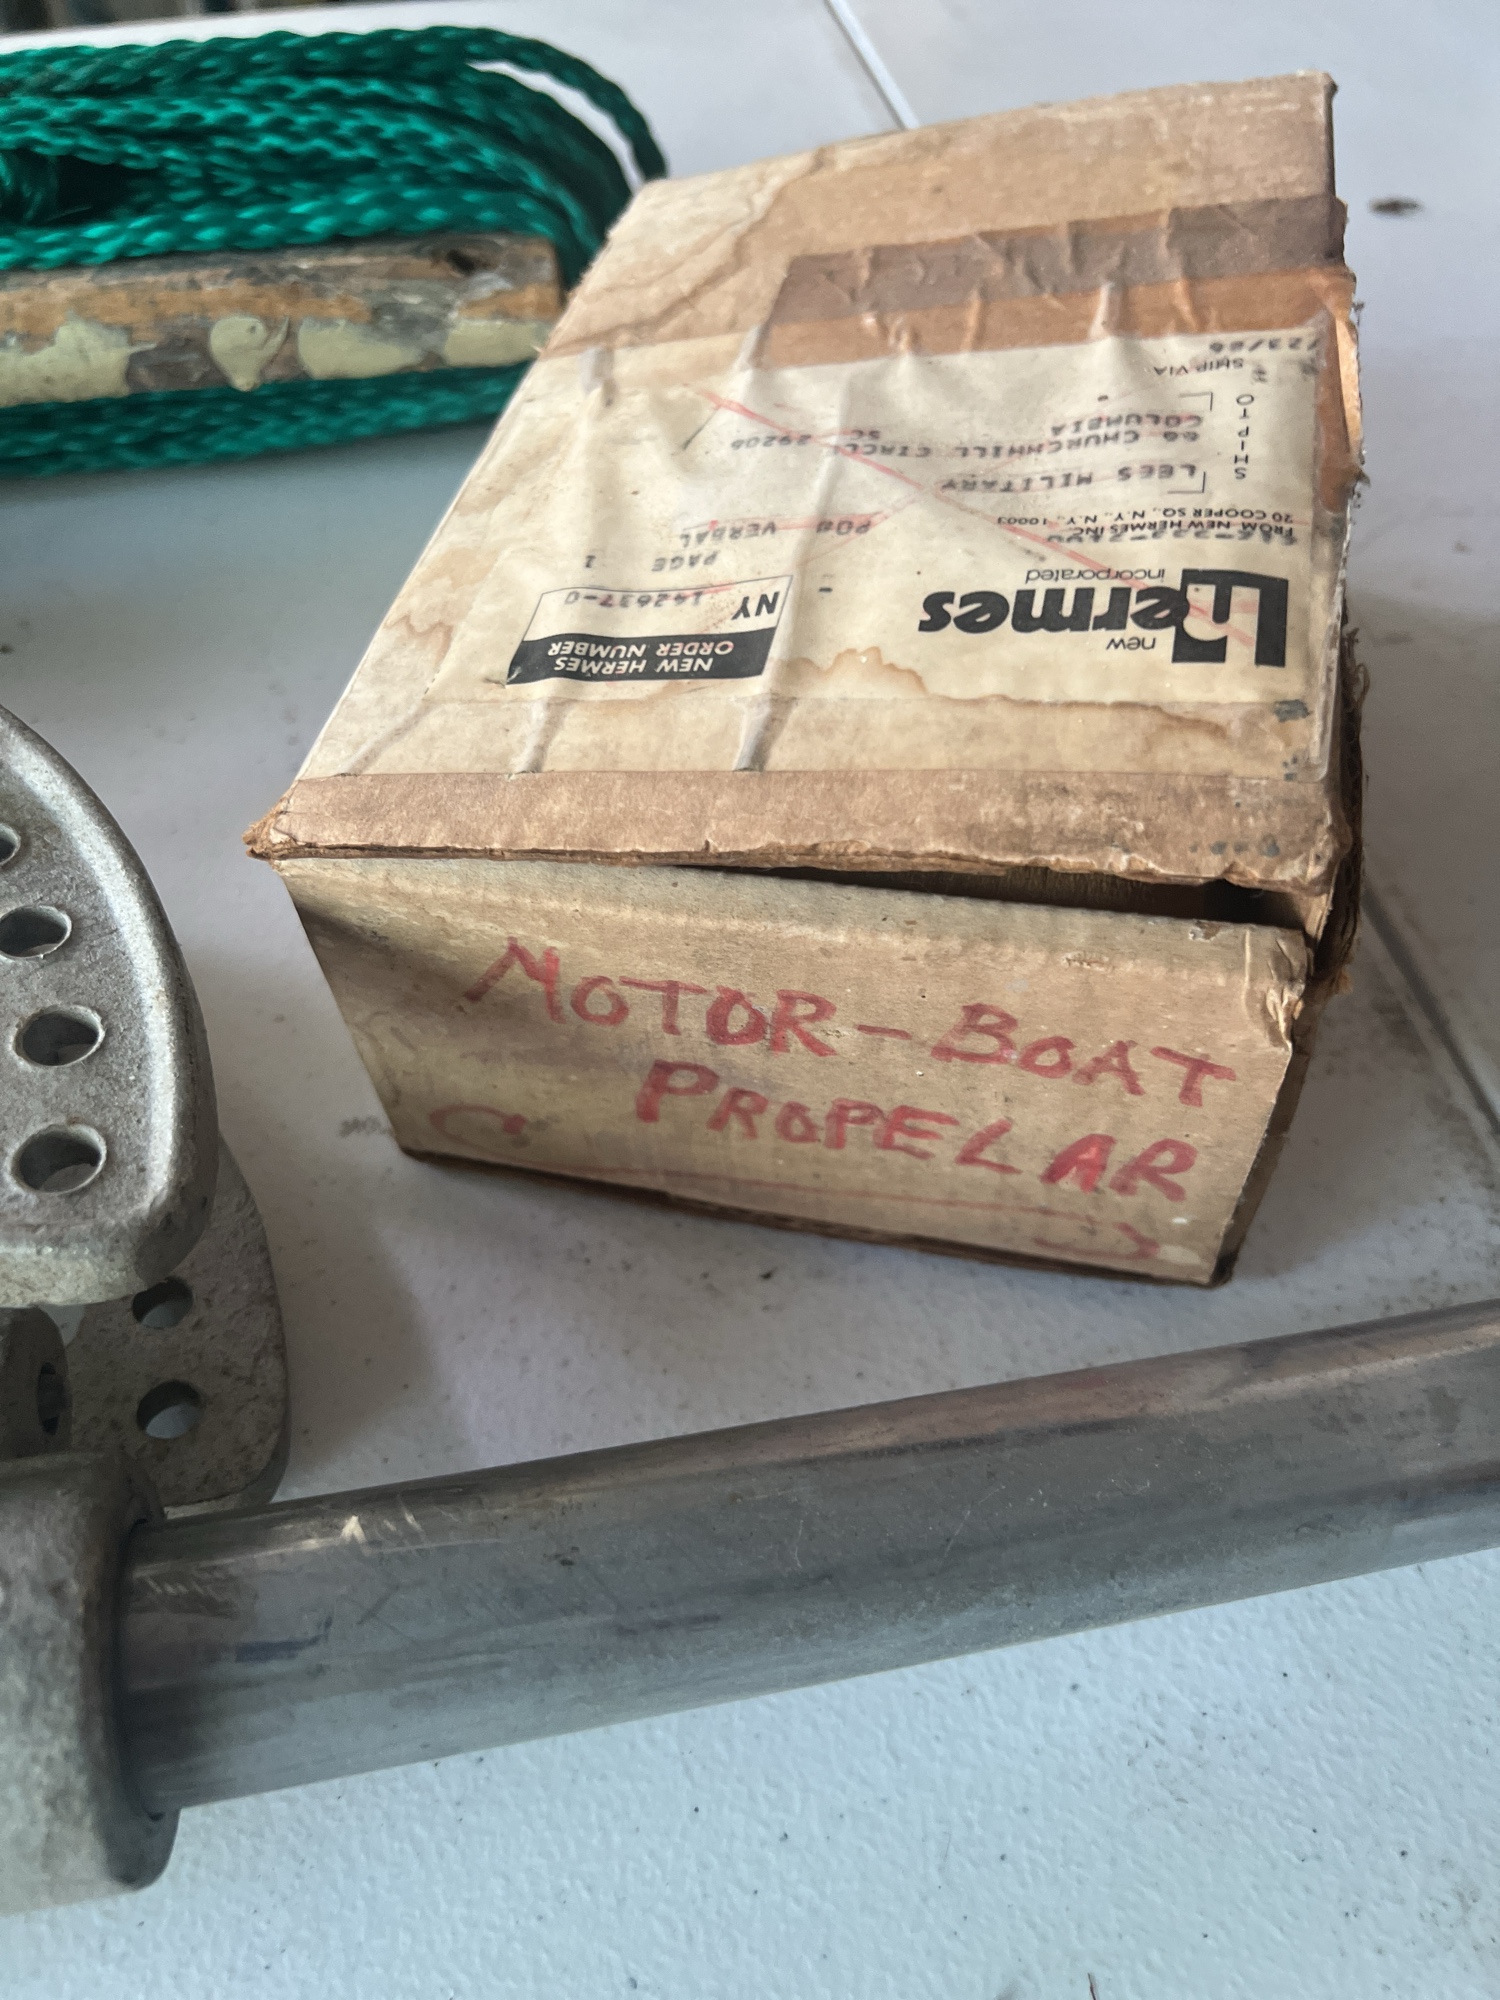 new
Hermes
incorporated
NEW HERMES
ORDER NUMBER
NY 142637-0
PAGE 1
PO# VERBAL
FROM NEW HERMES INC.
20 COOPER SQ., N.Y., N.Y., 10003
SHIP TO
LEES MILITARY
66 CHURCHHILL CIRCLE
COLUMBIA SC 29206
SHIP VIA
MOTOR-BOAT
PROPELAR